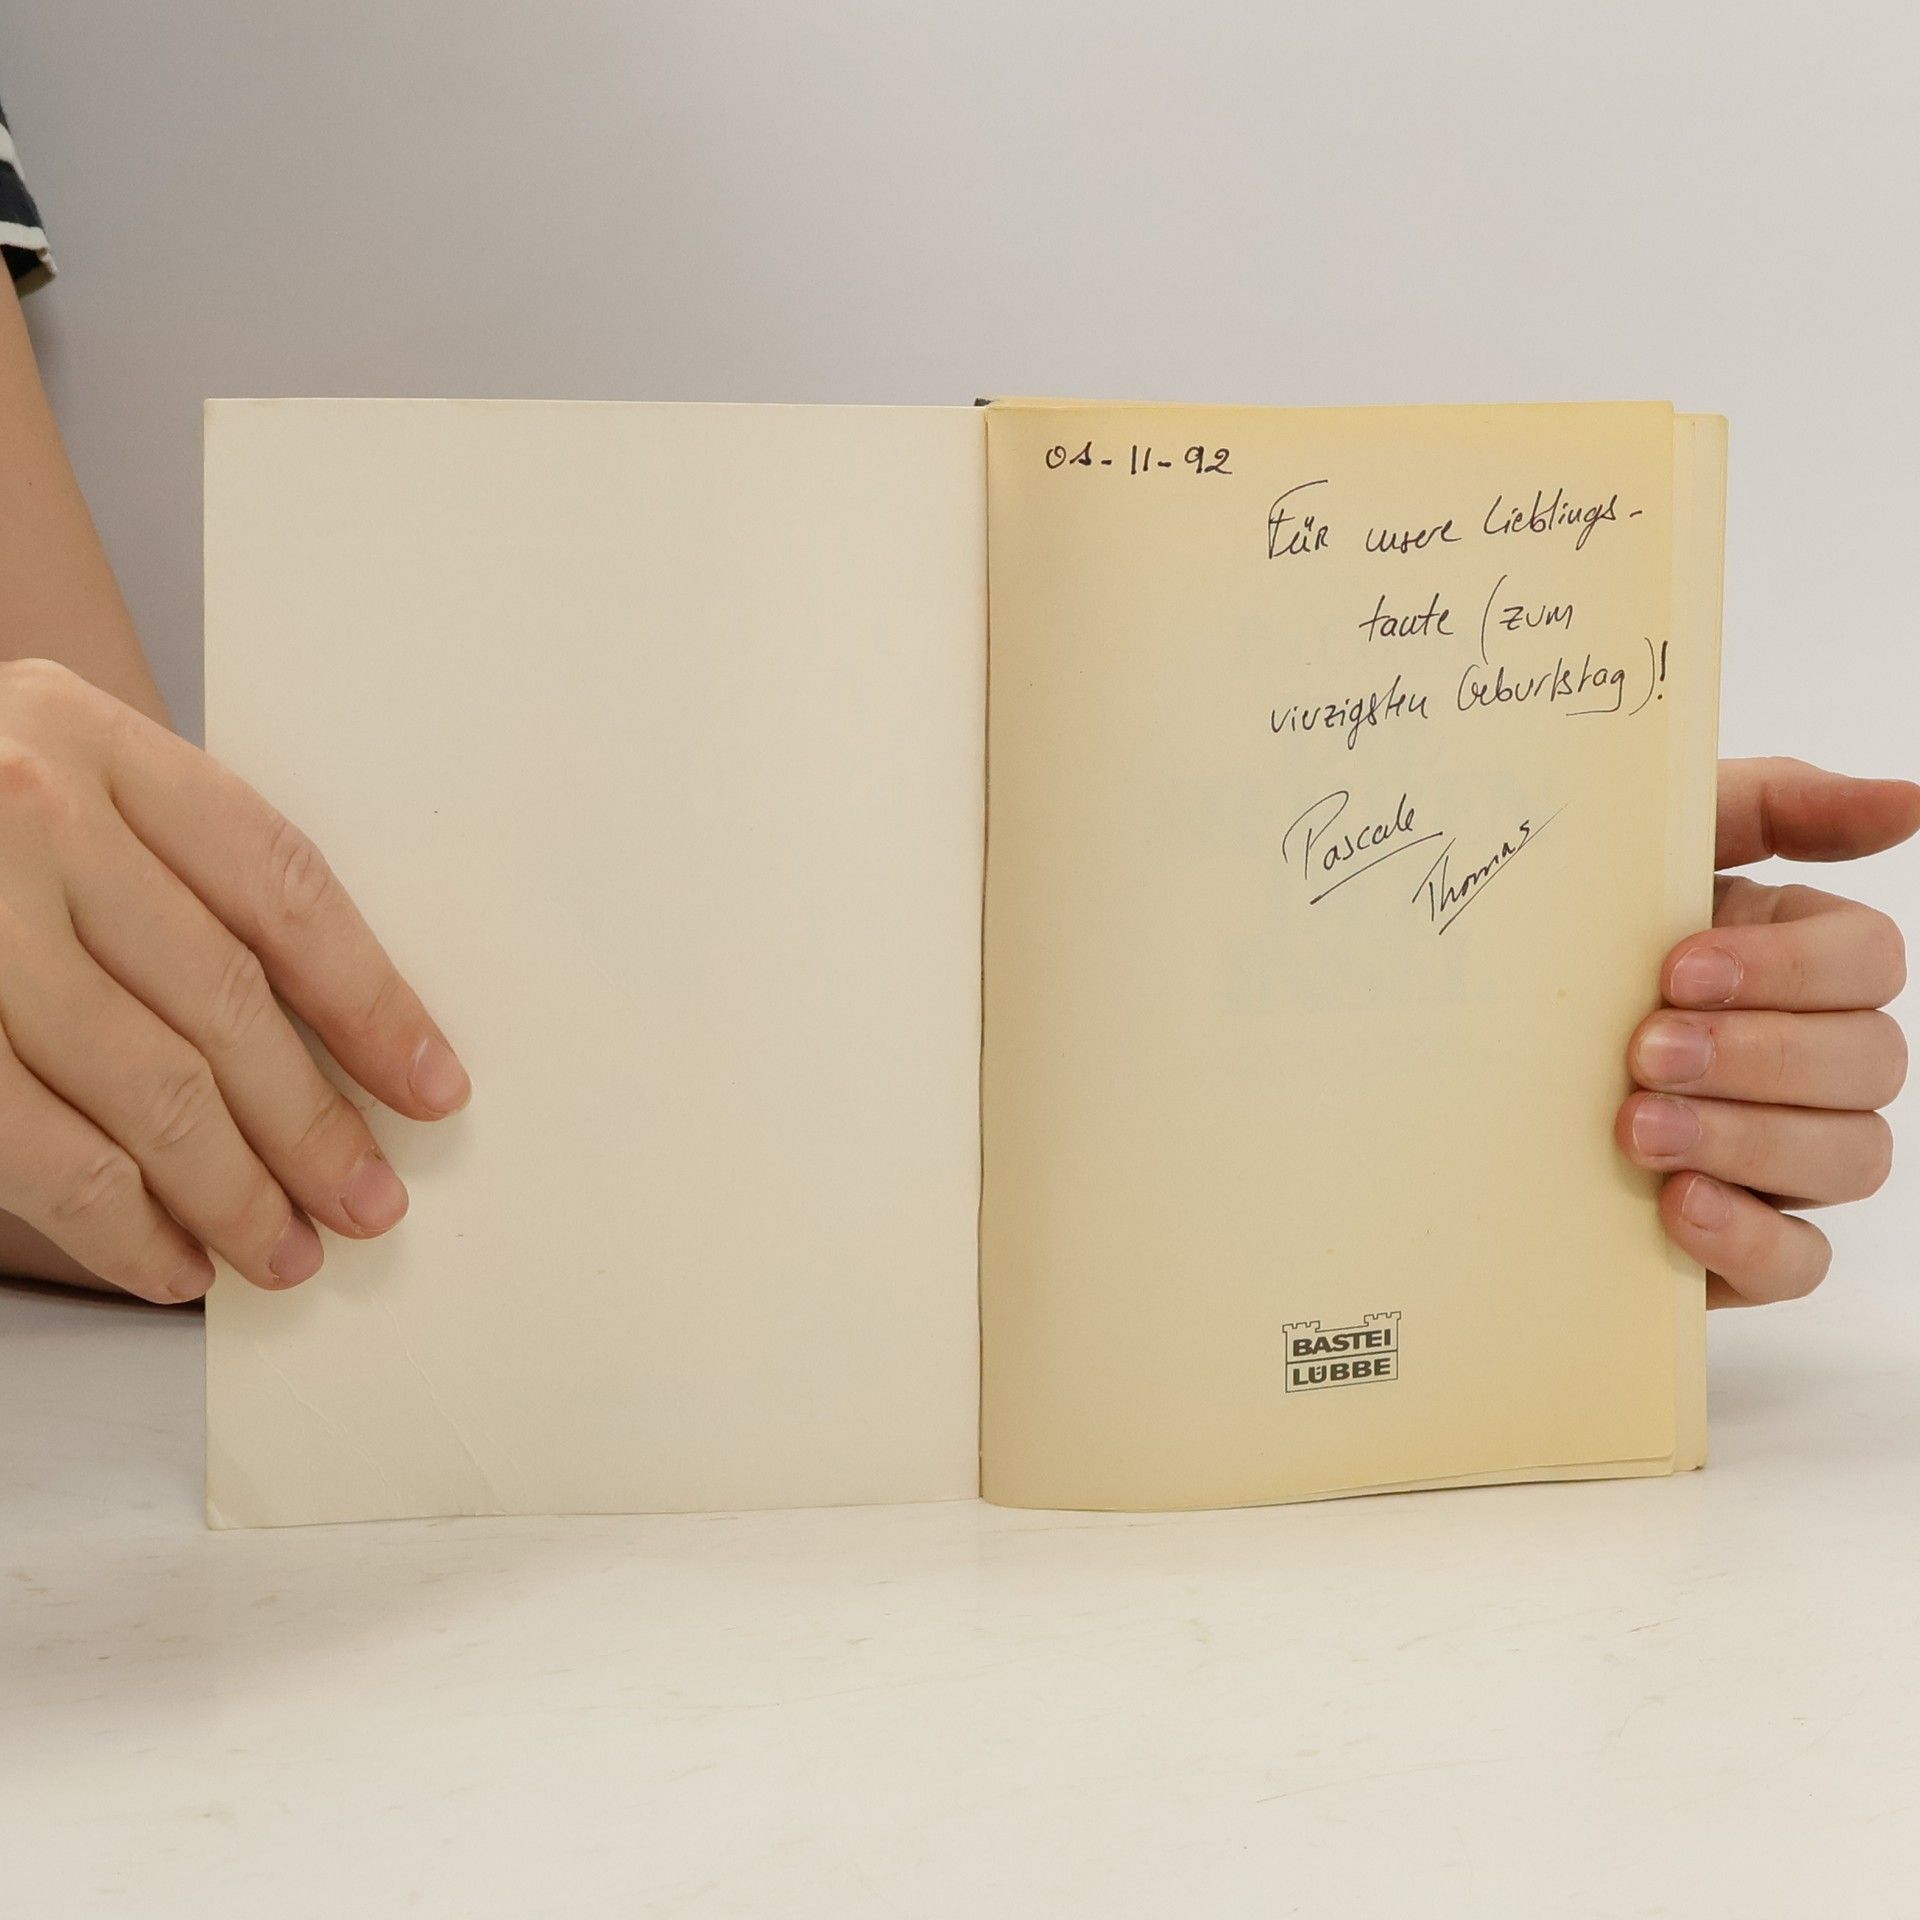 01-11-92
Für unsere Lieblings-
tante (zum
vierzigsten Geburtstag)!
Pascale
Thomas
BASTEI
LÜBBE